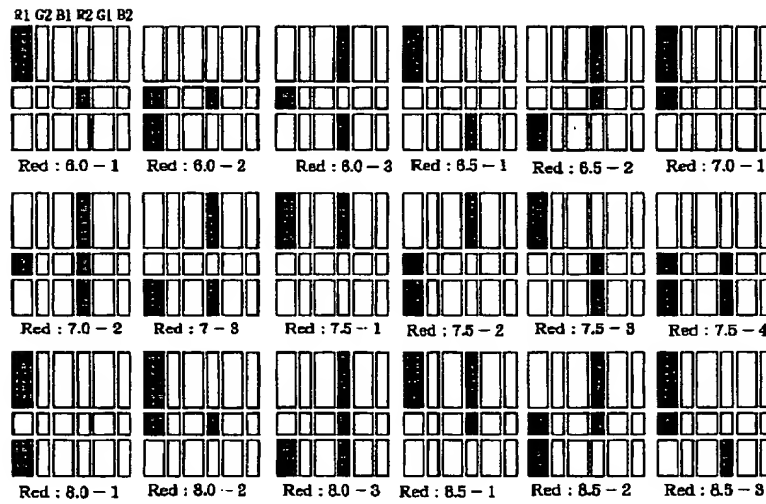 R1 G2 B1 R2 G1 B2
Red : 6.0 - 1 Red : 6.0 - 2 Red : 6.0 - 3 Red : 6.5 - 1 Red : 6.5 - 2 Red : 7.0 - 1
Red : 7.0 - 2 Red : 7 - 3 Red : 7.5 - 1 Red : 7.5 - 2 Red : 7.5 - 3 Red : 7.5 - 4
Red : 8.0 - 1 Red : 8.0 - 2 Red : 8.0 - 3 Red : 8.5 - 1 Red : 8.5 - 2 Red : 8.5 - 3